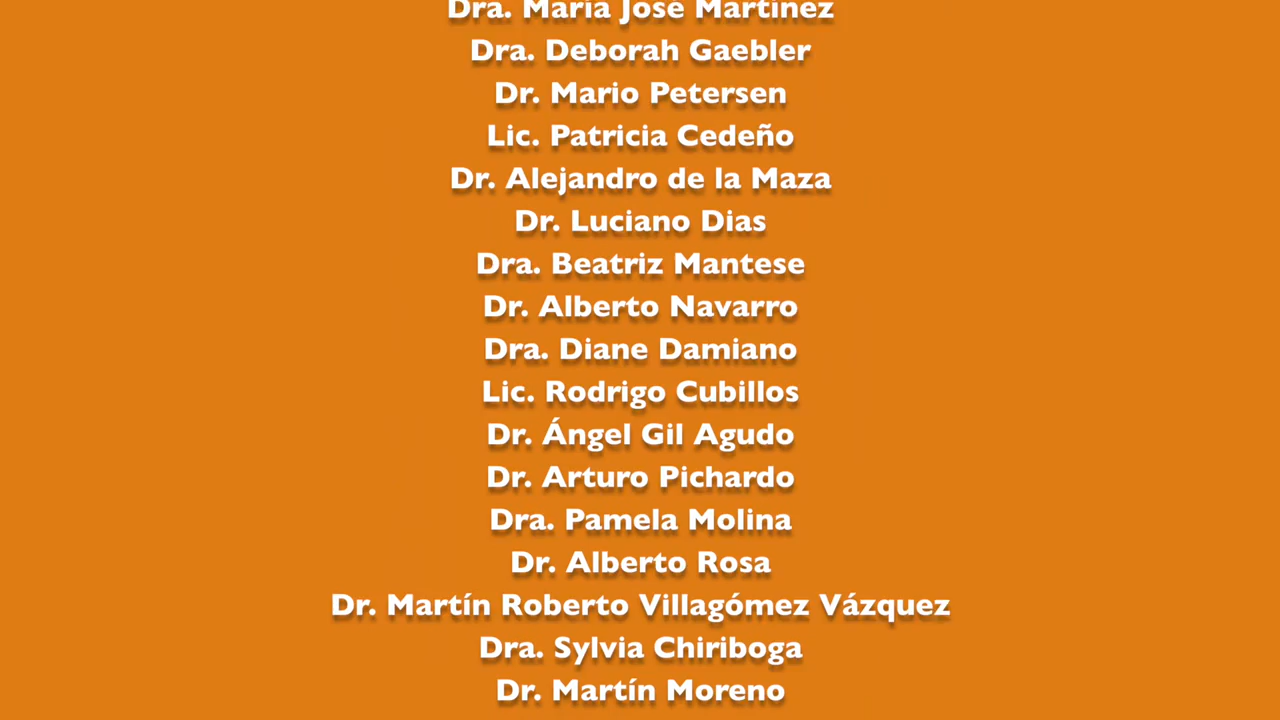 Dra. María José Martínez
Dra. Deborah Gaebler
Dr. Mario Petersen
Lic. Patricia Cedeño
Dr. Alejandro de la Maza
Dr. Luciano Dias
Dra. Beatriz Mantese
Dr. Alberto Navarro
Dra. Diane Damiano
Lic. Rodrigo Cubillos
Dr. Ángel Gil Agudo
Dr. Arturo Pichardo
Dra. Pamela Molina
Dr. Alberto Rosa
Dr. Martín Roberto Villagómez Vázquez
Dra. Sylvia Chiriboga
Dr. Martín Moreno